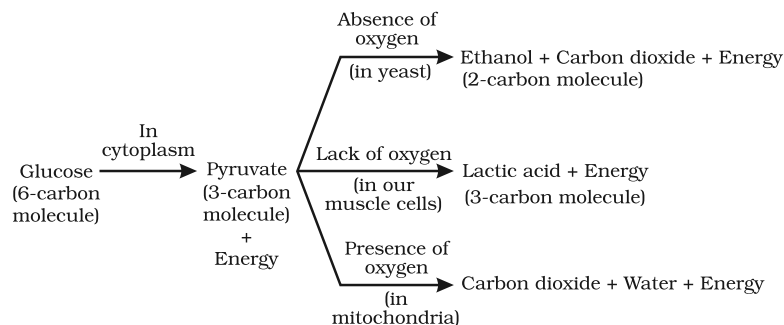 Glucose
(6-carbon
molecule)
In
cytoplasm
Pyruvate
(3-carbon
molecule)
+
Energy
Absence of
oxygen
(in yeast)
Ethanol + Carbon dioxide + Energy
(2-carbon molecule)
Lack of oxygen
(in our
muscle cells)
Lactic acid + Energy
(3-carbon molecule)
Presence of
oxygen
(in
mitochondria)
Carbon dioxide + Water + Energy